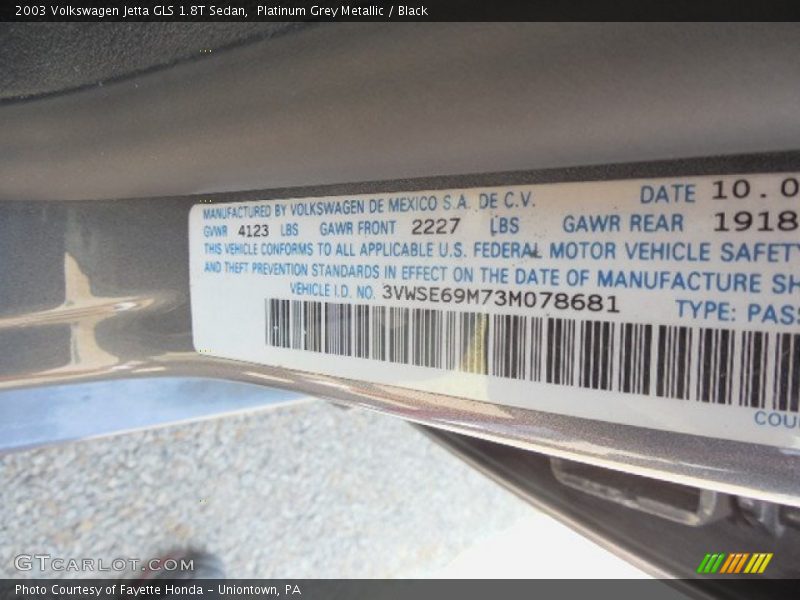 2003 Volkswagen Jetta GLS 1.8T Sedan,  Platinum Grey Metallic / Black
MANUFACTURED BY VOLKSWAGEN DE MEXICO S.A. DE C.V. DATE 10.0
GVWR 4123 LBS GAWR FRONT 2227 LBS GAWR REAR 1918
THIS VEHICLE CONFORMS TO ALL APPLICABLE U.S. FEDERAL MOTOR VEHICLE SAFETY
AND THEFT PREVENTION STANDARDS IN EFFECT ON THE DATE OF MANUFACTURE SH
VEHICLE I.D. NO. 3VWSE69M73M078681 TYPE: PASS
COU
GTCARLOT.COM
Photo Courtesy of Fayette Honda - Uniontown, PA